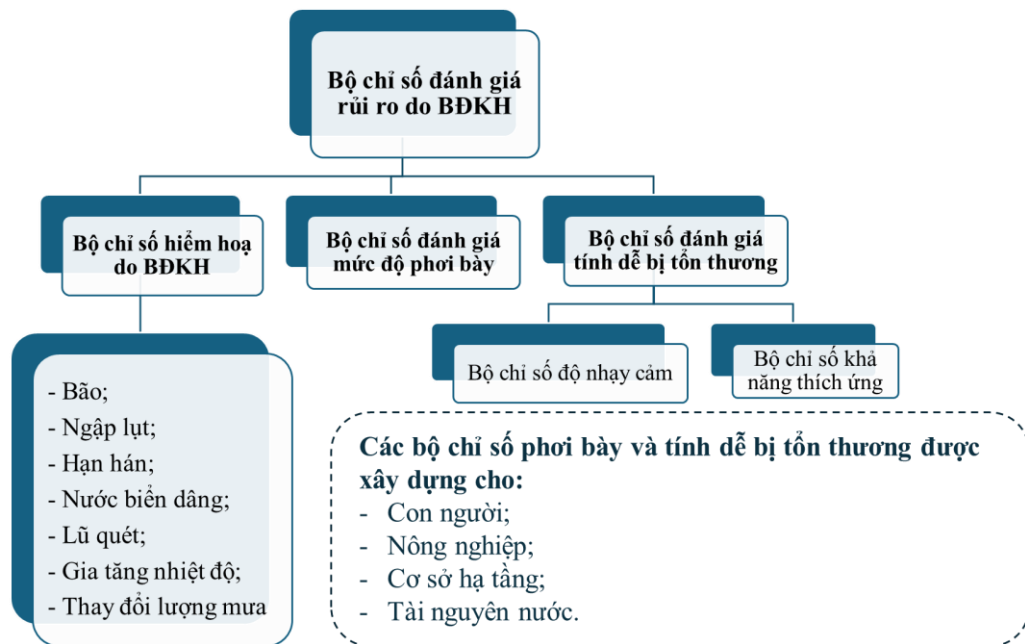 Bộ chỉ số đánh giá
rủi ro do BĐKH
Bộ chỉ số hiểm hoạ
do BĐKH
Bộ chỉ số đánh giá
mức độ phơi bày
Bộ chỉ số đánh giá
tính dễ bị tổn thương
Bộ chỉ số độ nhạy cảm
Bộ chỉ số khả
năng thích ứng
- Bão;
- Ngập lụt;
- Hạn hán;
- Nước biển dâng;
- Lũ quét;
- Gia tăng nhiệt độ;
- Thay đổi lượng mưa
Các bộ chỉ số phơi bày và tính dễ bị tổn thương được
xây dựng cho:
- Con người;
- Nông nghiệp;
- Cơ sở hạ tầng;
- Tài nguyên nước.